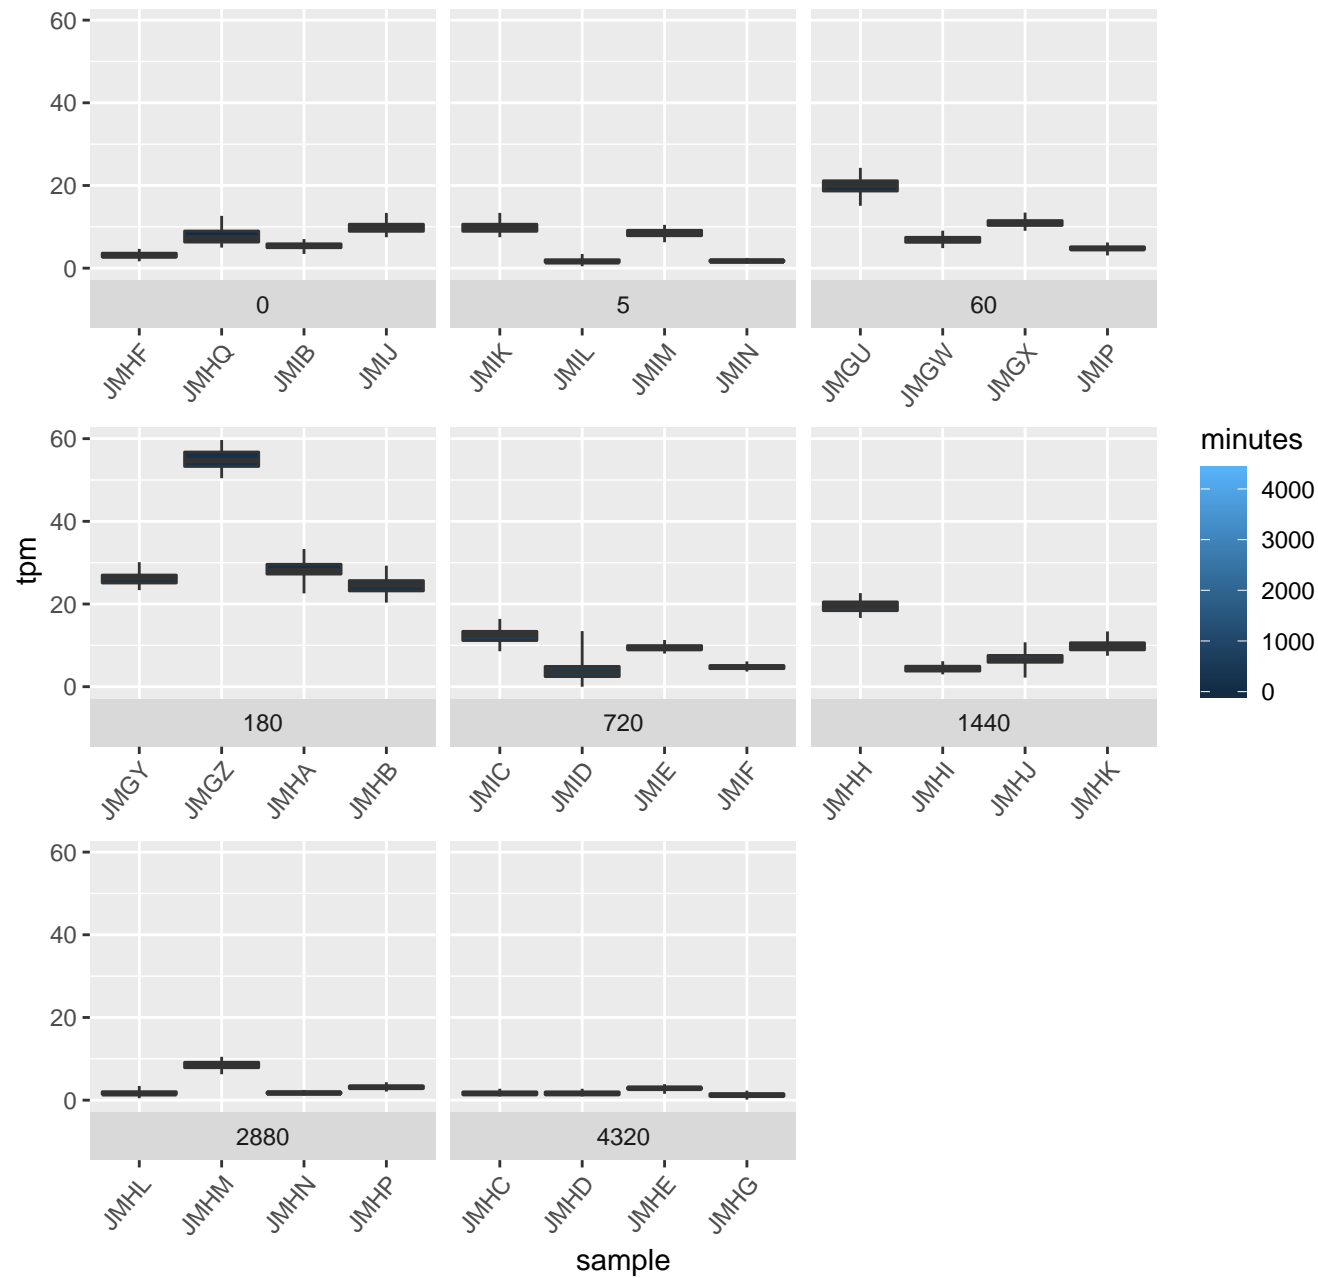 60
40
20
0
0 5 60
JMHF JMHQ JMIB JMIJ JMIK JMIL JMIM JMIN JMGU JMGW JMGX JMIP
60
40
20
0
tpm
180 720 1440
JMGY JMGZ JMHA JMHB JMIC JMID JMIE JMIF JMHH JMHI JMHJ JMHK
minutes
4000
3000
2000
1000
0
60
40
20
0
2880 4320
JMHL JMHM JMHN JMHP JMHC JMHD JMHE JMHG
sample